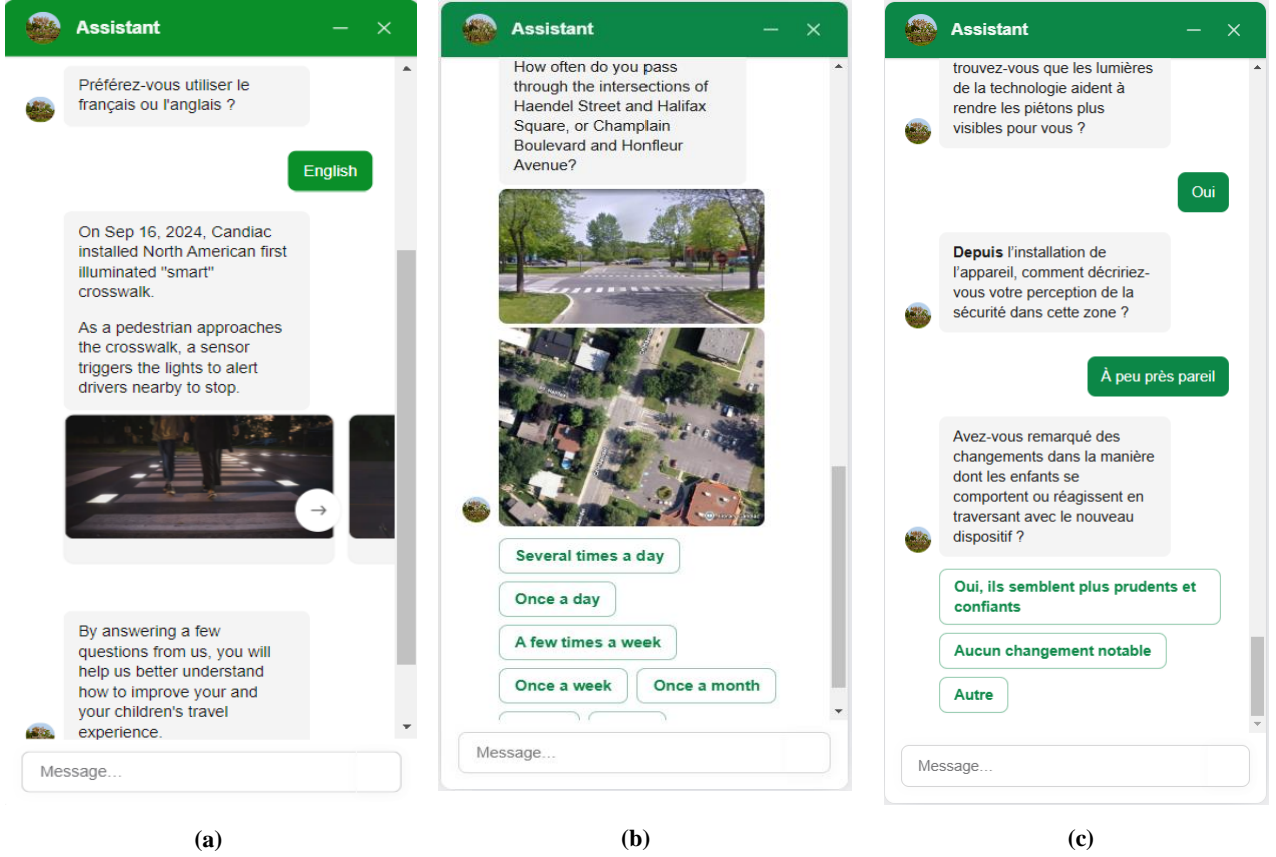 Assistant
Préférez-vous utiliser le
français ou l'anglais ?
English
On Sep 16, 2024, Candiac
installed North American first
illuminated "smart"
crosswalk.
As a pedestrian approaches
the crosswalk, a sensor
triggers the lights to alert
drivers nearby to stop.
By answering a few
questions from us, you will
help us better understand
how to improve your and
your children's travel
experience.
Message...
(a)
Assistant
How often do you pass
through the intersections of
Haendel Street and Halifax
Square, or Champlain
Boulevard and Honfleur
Avenue?
Several times a day
Once a day
A few times a week
Once a week
Once a month
Message...
(b)
Assistant
trouvez-vous que les lumières
de la technologie aident à
rendre les piétons plus
visibles pour vous ?
Oui
Depuis l'installation de
l'appareil, comment décririez-
vous votre perception de la
sécurité dans cette zone ?
À peu près pareil
Avez-vous remarqué des
changements dans la manière
dont les enfants se
comportent ou réagissent en
traversant avec le nouveau
dispositif ?
Oui, ils semblent plus prudents et
confiants
Aucun changement notable
Autre
Message...
(c)